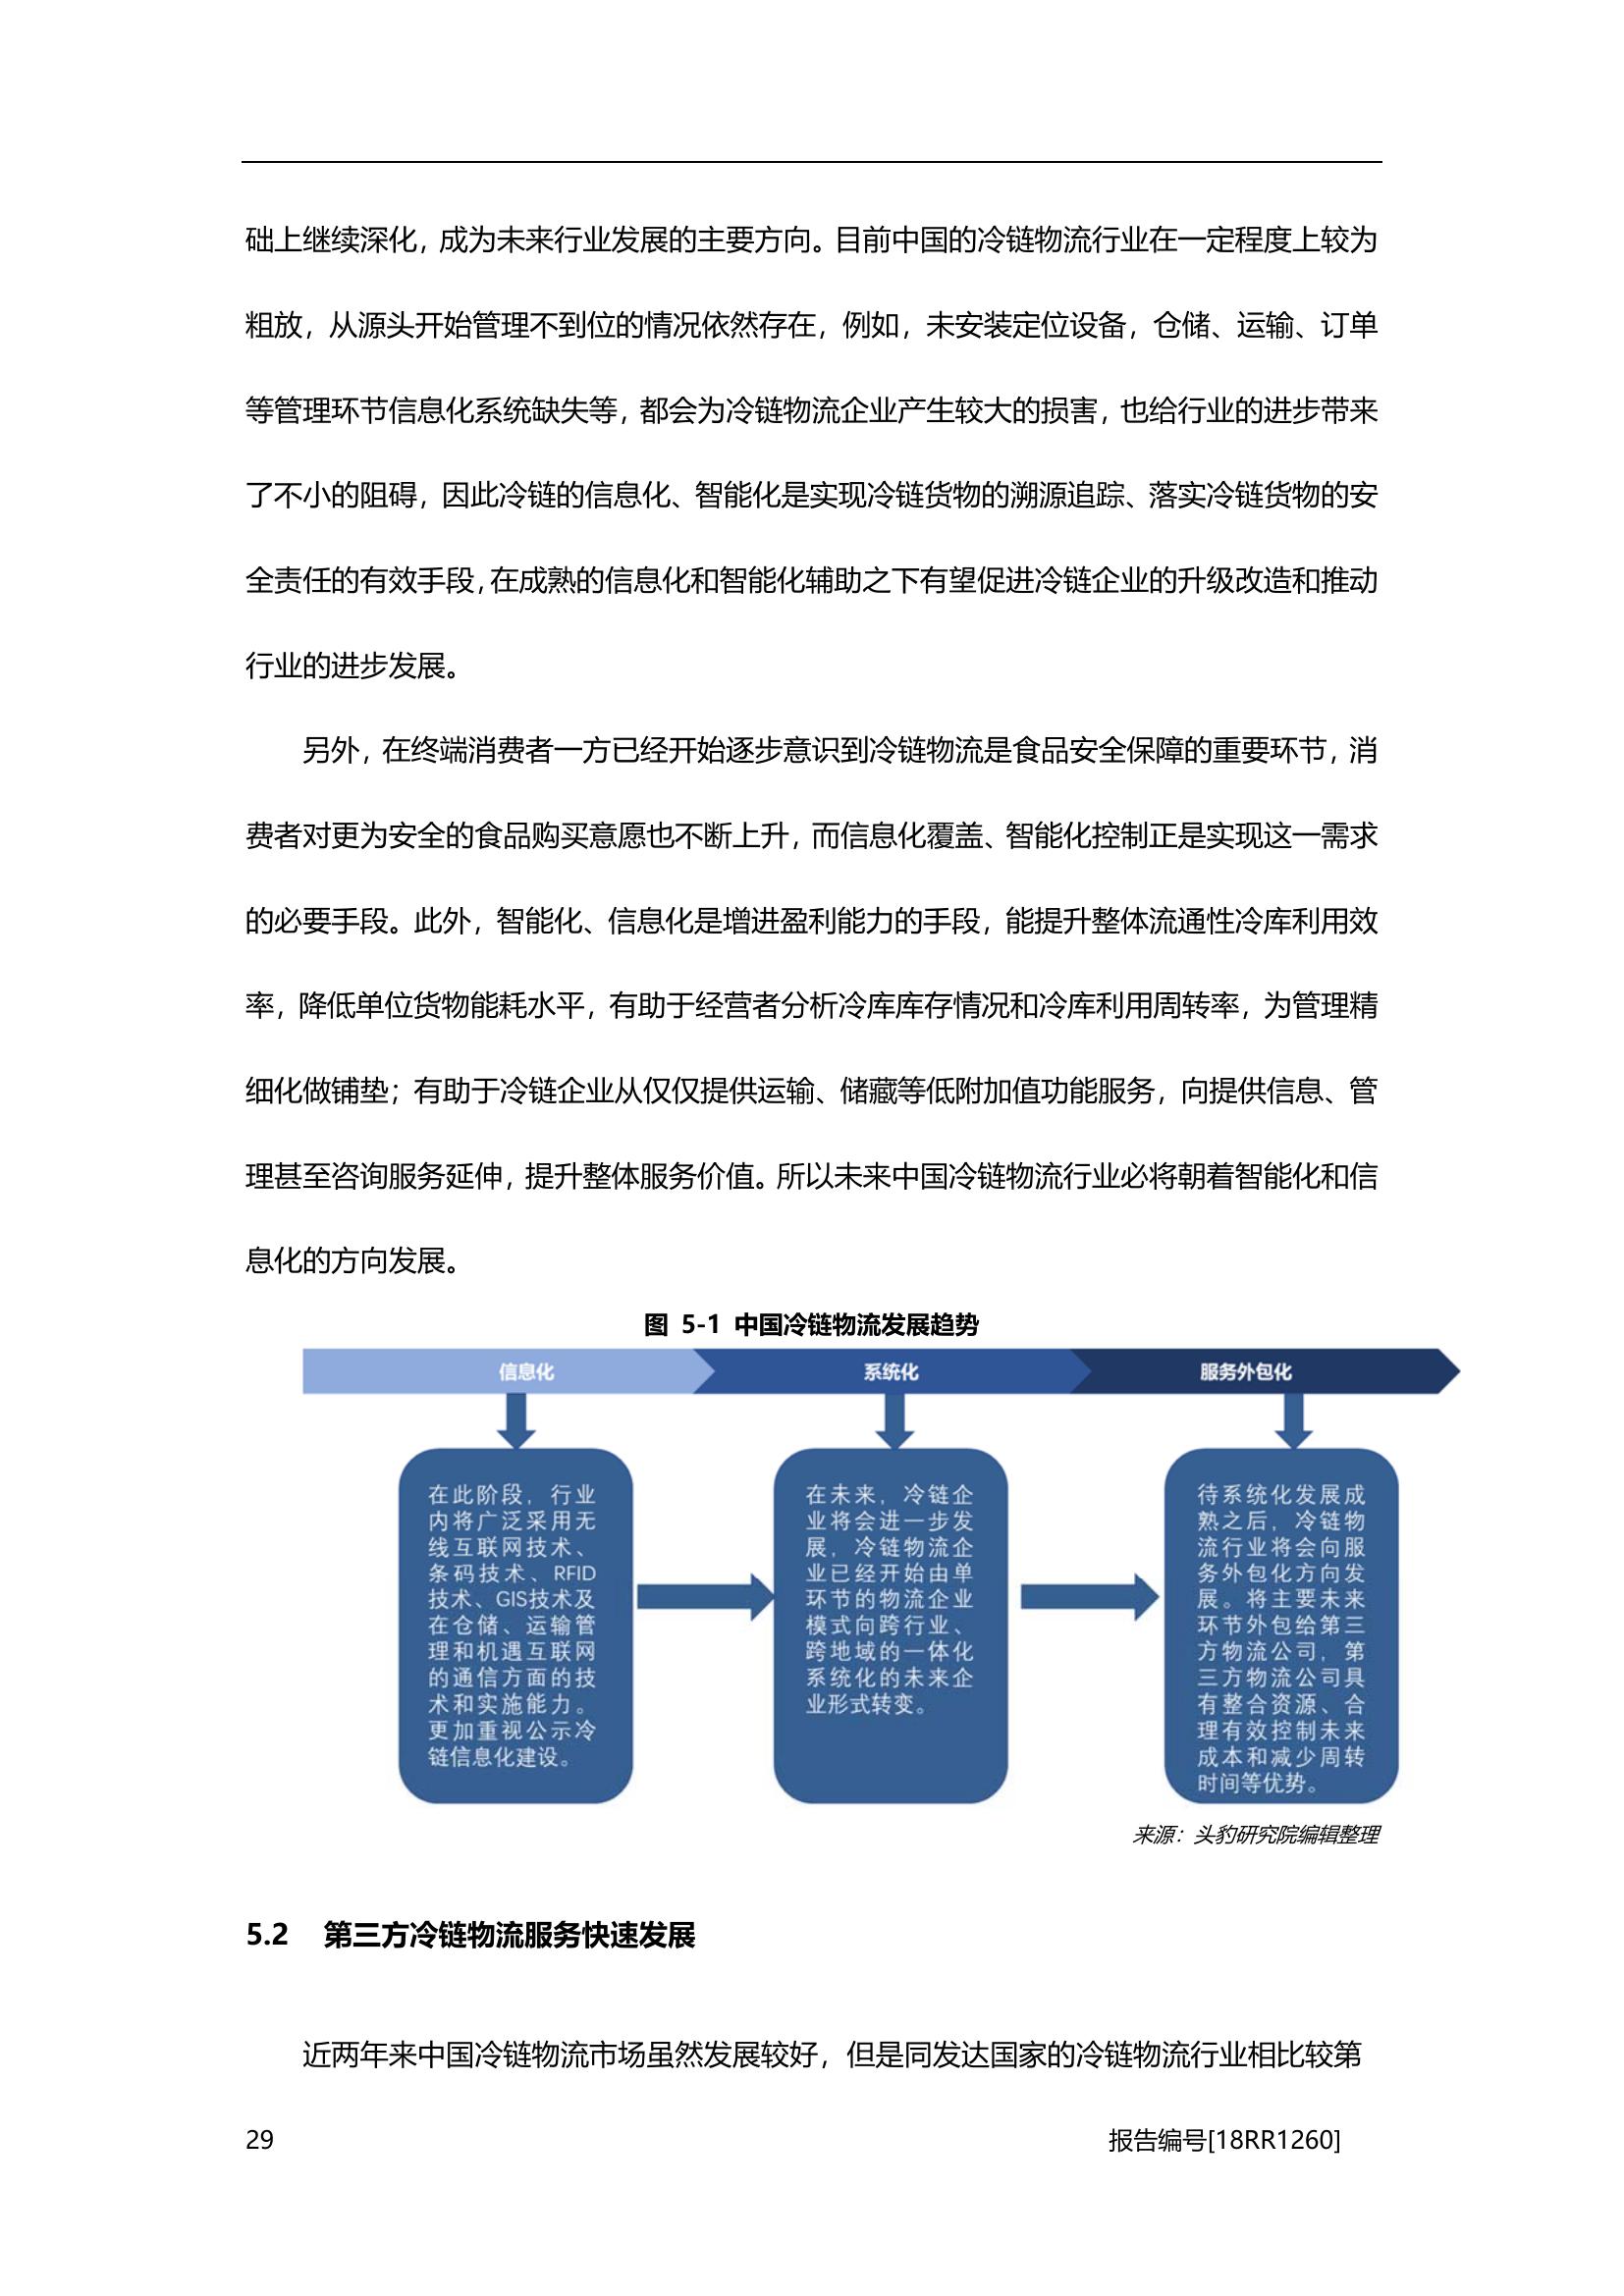 础上继续深化，成为未来行业发展的主要方向。目前中国的冷链物流行业在一定程度上较为
粗放，从源头开始管理不到位的情况依然存在，例如，未安装定位设备，仓储、运输、订单
等管理环节信息化系统缺失等，都会为冷链物流企业产生较大的损害，也给行业的进步带来
了不小的阻碍，因此冷链的信息化、智能化是实现冷链货物的溯源追踪、落实冷链货物的安
全责任的有效手段，在成熟的信息化和智能化辅助之下有望促进冷链企业的升级改造和推动
行业的进步发展。
另外，在终端消费者一方已经开始逐步意识到冷链物流是食品安全保障的重要环节，消
费者对更为安全的食品购买意愿也不断上升，而信息化覆盖、智能化控制正是实现这一需求
的必要手段。此外，智能化、信息化是增进盈利能力的手段，能提升整体流通性冷库利用效
率，降低单位货物能耗水平，有助于经营者分析冷库库存情况和冷库利用周转率，为管理精
细化做铺垫；有助于冷链企业从仅仅提供运输、储藏等低附加值功能服务，向提供信息、管
理甚至咨询服务延伸，提升整体服务价值。所以未来中国冷链物流行业必将朝着智能化和信
息化的方向发展。
图 5-1 中国冷链物流发展趋势
信息化
系统化
服务外包化
在此阶段，行业
内将广泛采用无
线互联网技术、
条码技术、RFID
技术、GIS技术及
在仓储、运输管
理和机遇互联网
的通信方面的技
术和实施能力。
更加重视公示冷
链信息化建设。
在未来，冷链企
业将会进一步发
展，冷链物流企
业已经开始由单
环节的物流企业
模式向跨行业、
跨地域的一体化
系统化的未来企
业形式转变。
待系统化发展成
熟之后，冷链物
流行业将会向服
务外包化方向发
展。将主要未来
环节外包给第三
方物流公司，第
三方物流公司具
有整合资源、合
理有效控制未来
成本和减少周转
时间等优势。
来源：头豹研究院编辑整理
5.2 第三方冷链物流服务快速发展
近两年来中国冷链物流市场虽然发展较好，但是同发达国家的冷链物流行业相比较第
29
报告编号[18RR1260]